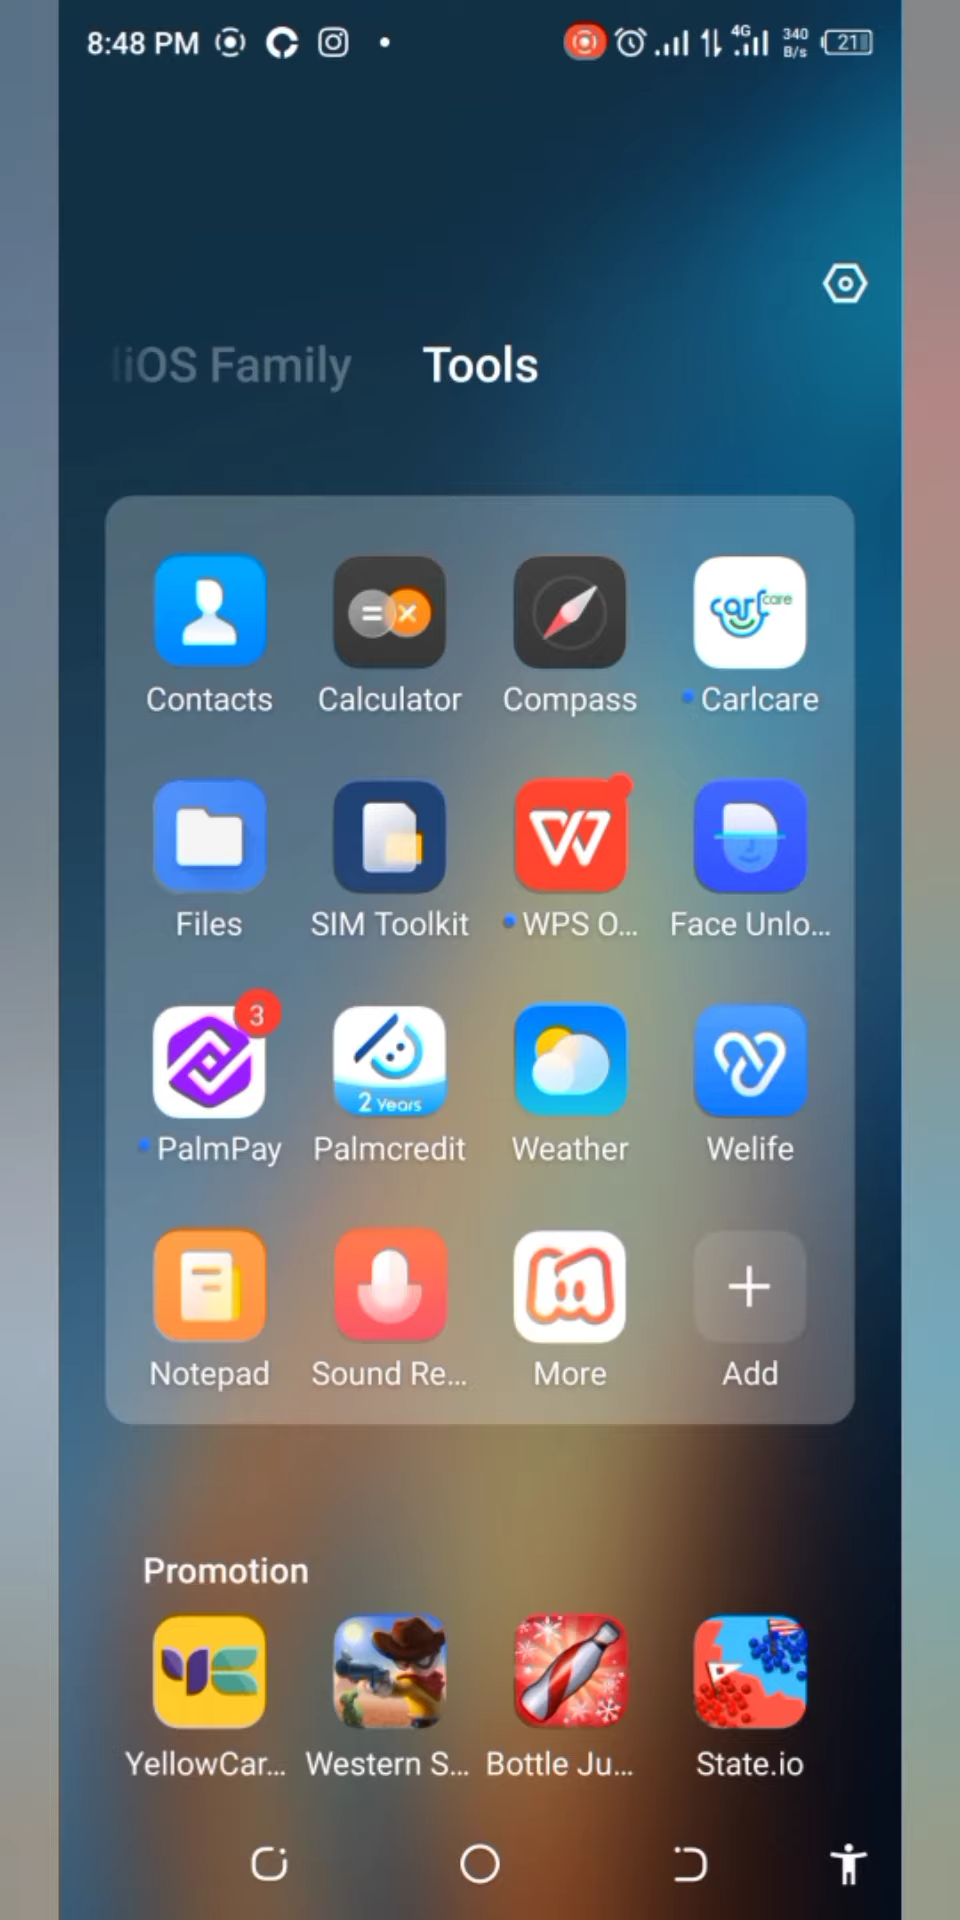 8:48 PM 4G 340 B/s 21
liOS Family Tools
Contacts Calculator Compass Carlcare
Files SIM Toolkit WPS O... Face Unlo...
3
2 Years
PalmPay Palmcredit Weather Welife
Notepad Sound Re... More Add
Promotion
YellowCar... Western S... Bottle Ju... State.io